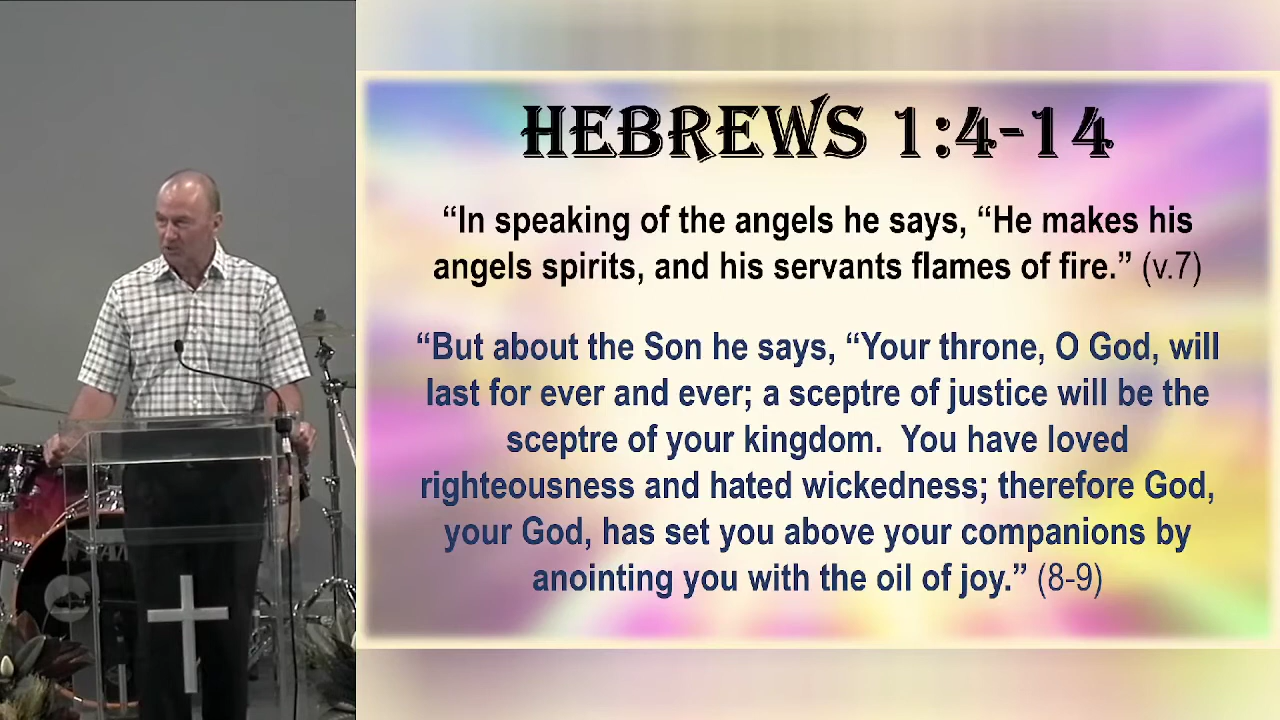 HEBREWS 1:4-14
“In speaking of the angels he says, “He makes his
angels spirits, and his servants flames of fire.” (v.7)
“But about the Son he says, “Your throne, O God, will
last for ever and ever; a sceptre of justice will be the
sceptre of your kingdom.  You have loved
righteousness and hated wickedness; therefore God,
your God, has set you above your companions by
anointing you with the oil of joy.” (8-9)